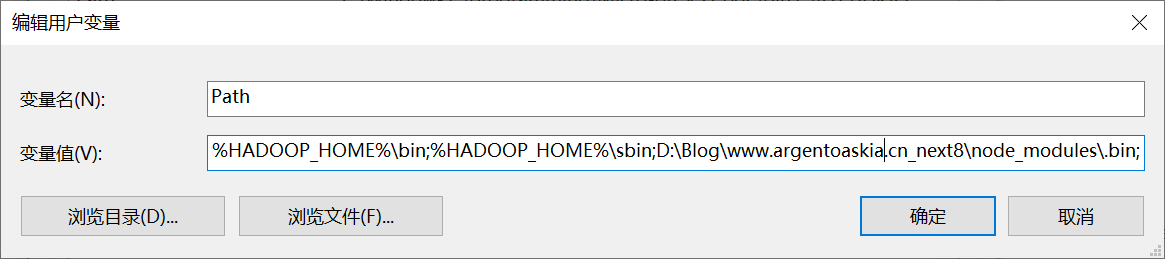 编辑用户变量
变量名(N):
Path
变量值(V):
%HADOOP_HOME%\bin;%HADOOP_HOME%\sbin;D:\Blog\www.argentoaskia.cn_next8\node_modules\.bin;
浏览目录(D)...
浏览文件(F)...
确定
取消